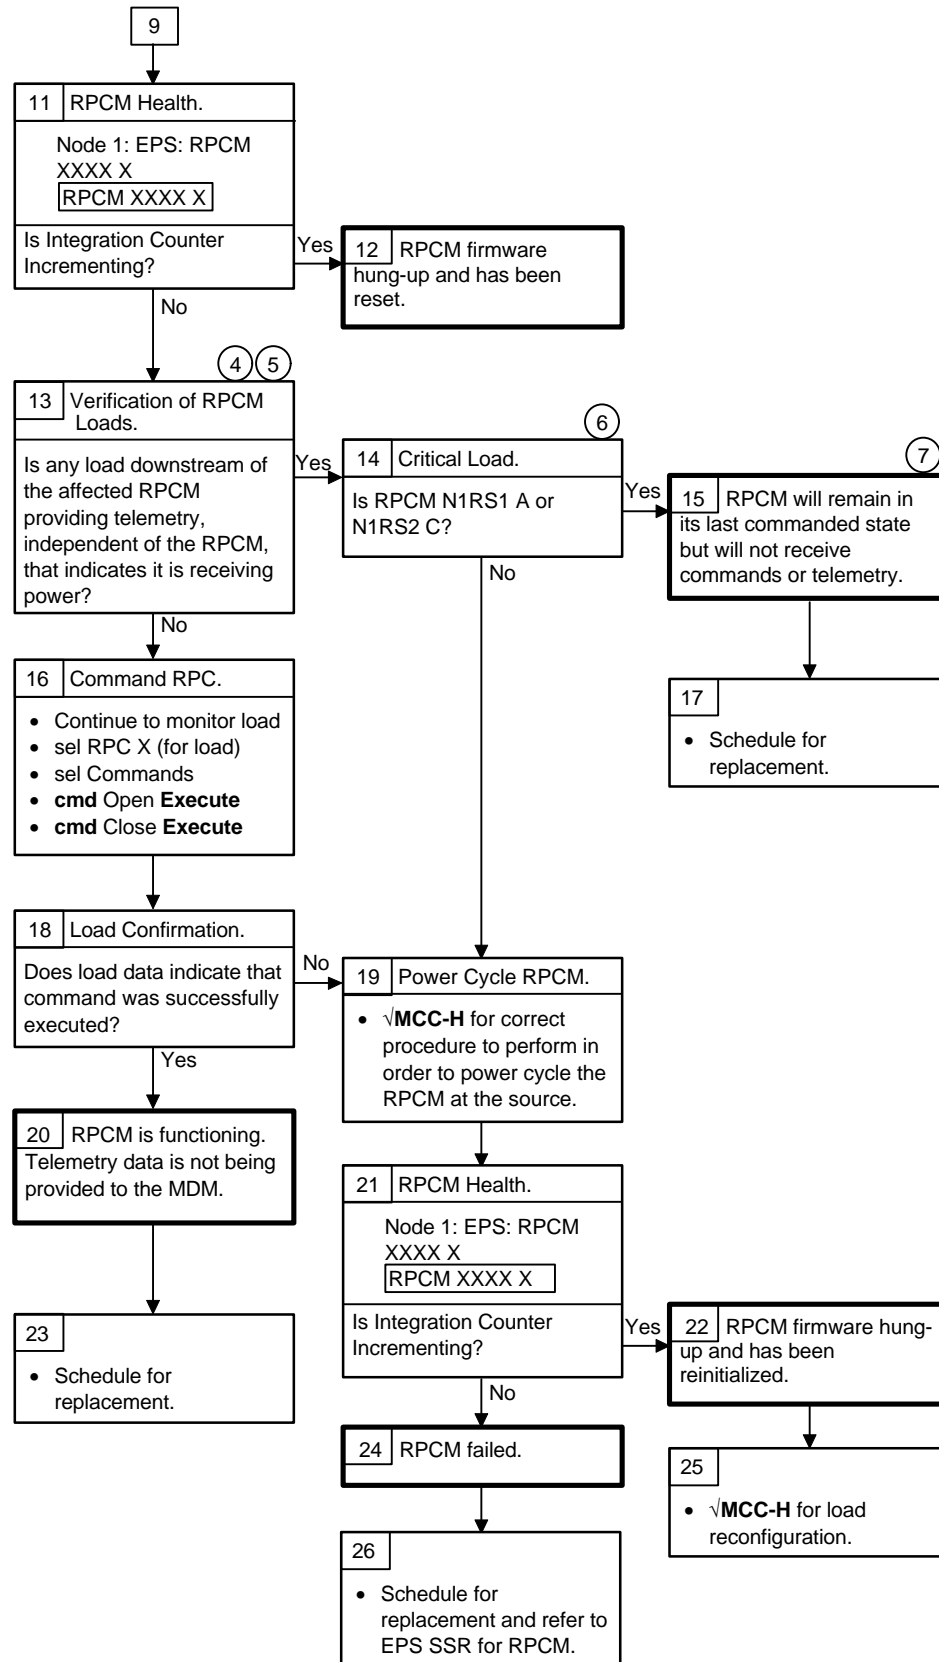 9
11 RPCM Health.
Node 1: EPS: RPCM
XXXX X
RPCM XXXX X
Is Integration Counter
Incrementing?
Yes
No
12 RPCM firmware
hung-up and has been
reset.
4 5
13 Verification of RPCM
Loads.
Is any load downstream of
the affected RPCM
providing telemetry,
independent of the RPCM,
that indicates it is receiving
power?
Yes
No
6
14 Critical Load.
Is RPCM N1RS1 A or
N1RS2 C?
Yes
No
7
15 RPCM will remain in
its last commanded state
but will not receive
commands or telemetry.
16 Command RPC.
• Continue to monitor load
• sel RPC X (for load)
• sel Commands
• cmd Open Execute
• cmd Close Execute
17
• Schedule for
replacement.
18 Load Confirmation.
Does load data indicate that
command was successfully
executed?
No
Yes
19 Power Cycle RPCM.
• √MCC-H for correct
procedure to perform in
order to power cycle the
RPCM at the source.
20 RPCM is functioning.
Telemetry data is not being
provided to the MDM.
21 RPCM Health.
Node 1: EPS: RPCM
XXXX X
RPCM XXXX X
Is Integration Counter
Incrementing?
Yes
No
22 RPCM firmware hung-
up and has been
reinitialized.
23
• Schedule for
replacement.
24 RPCM failed.
25
• √MCC-H for load
reconfiguration.
26
• Schedule for
replacement and refer to
EPS SSR for RPCM.